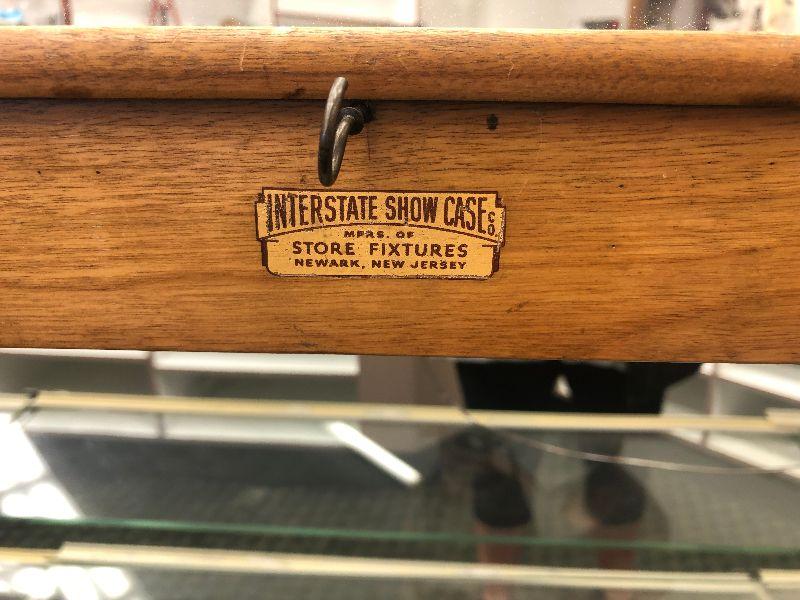 INTERSTATE SHOW CASE CO.
MFRS. OF
STORE FIXTURES
NEWARK, NEW JERSEY